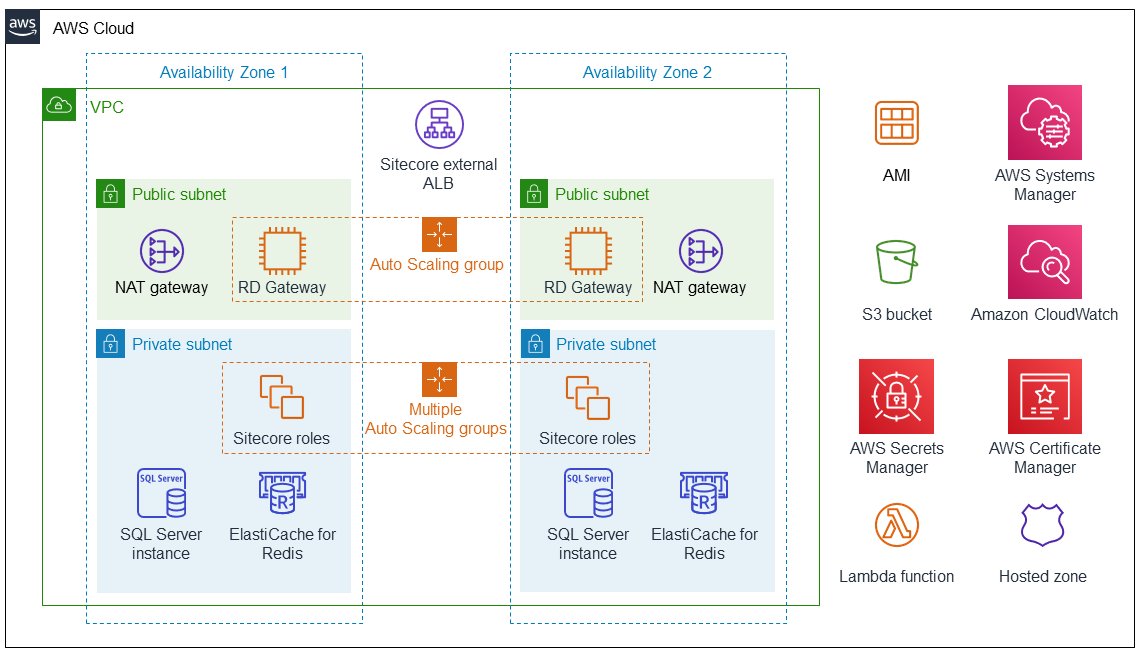 aws
AWS Cloud
Availability Zone 1
Availability Zone 2
VPC
Sitecore external
ALB
Public subnet
Public subnet
NAT gateway
RD Gateway
Auto Scaling group
RD Gateway
NAT gateway
Private subnet
Private subnet
Multiple
Auto Scaling groups
Sitecore roles
Sitecore roles
SQL Server
SQL Server
instance
R
ElastiCache for
Redis
SQL Server
SQL Server
instance
R
ElastiCache for
Redis
AMI
AWS Systems
Manager
S3 bucket
Amazon CloudWatch
AWS Secrets
Manager
AWS Certificate
Manager
Lambda function
Hosted zone